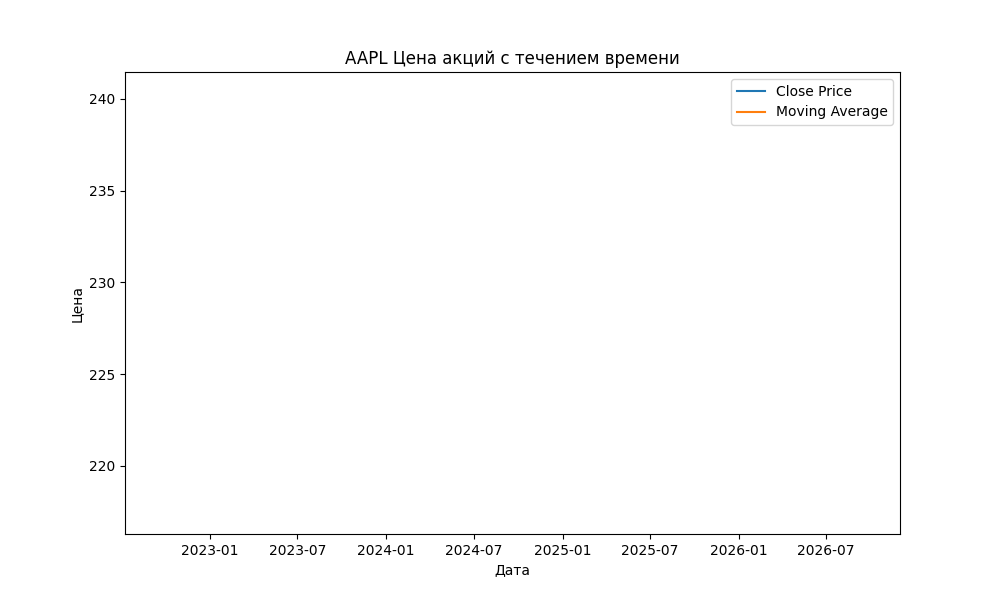 AAPL Цена акций с течением времени
Close Price
Moving Average
240
235
230
225
220
Цена
2023-01 2023-07 2024-01 2024-07 2025-01 2025-07 2026-01 2026-07
Дата